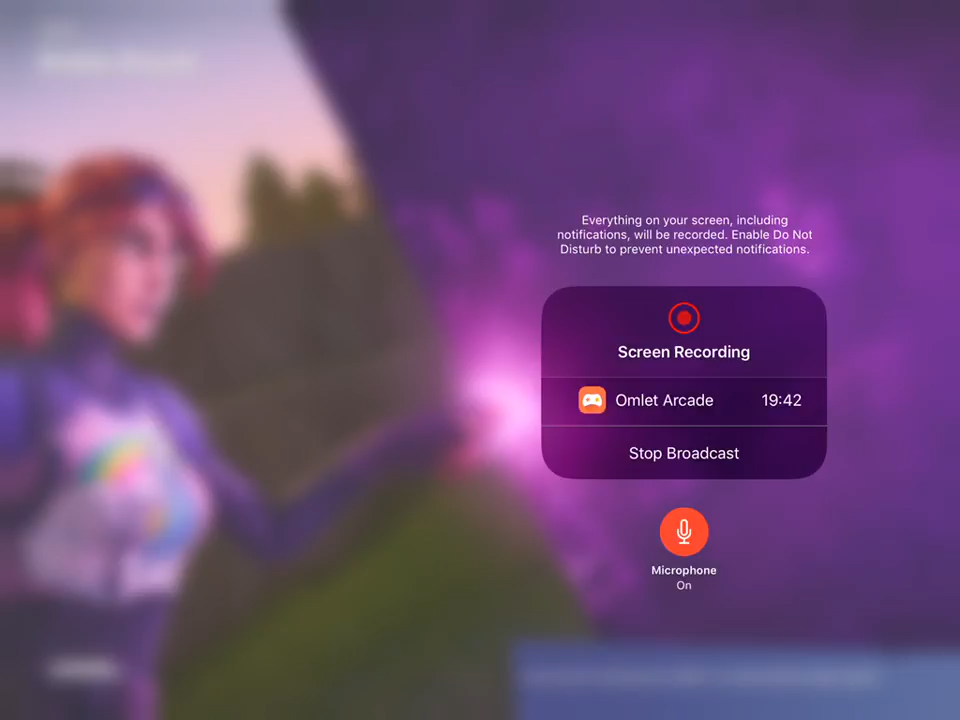 Everything on your screen, including
notifications, will be recorded. Enable Do Not
Disturb to prevent unexpected notifications.
Screen Recording
Omlet Arcade 19:42
Stop Broadcast
Microphone
On